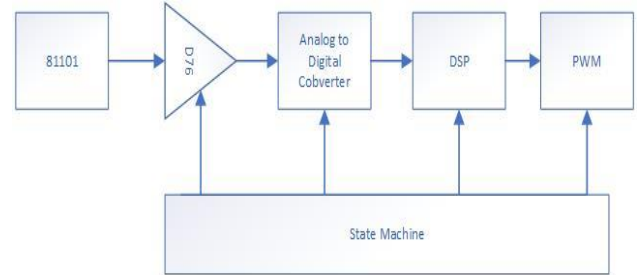 81101
D76
Analog to
Digital
Cobverter
DSP
PWM
State Machine